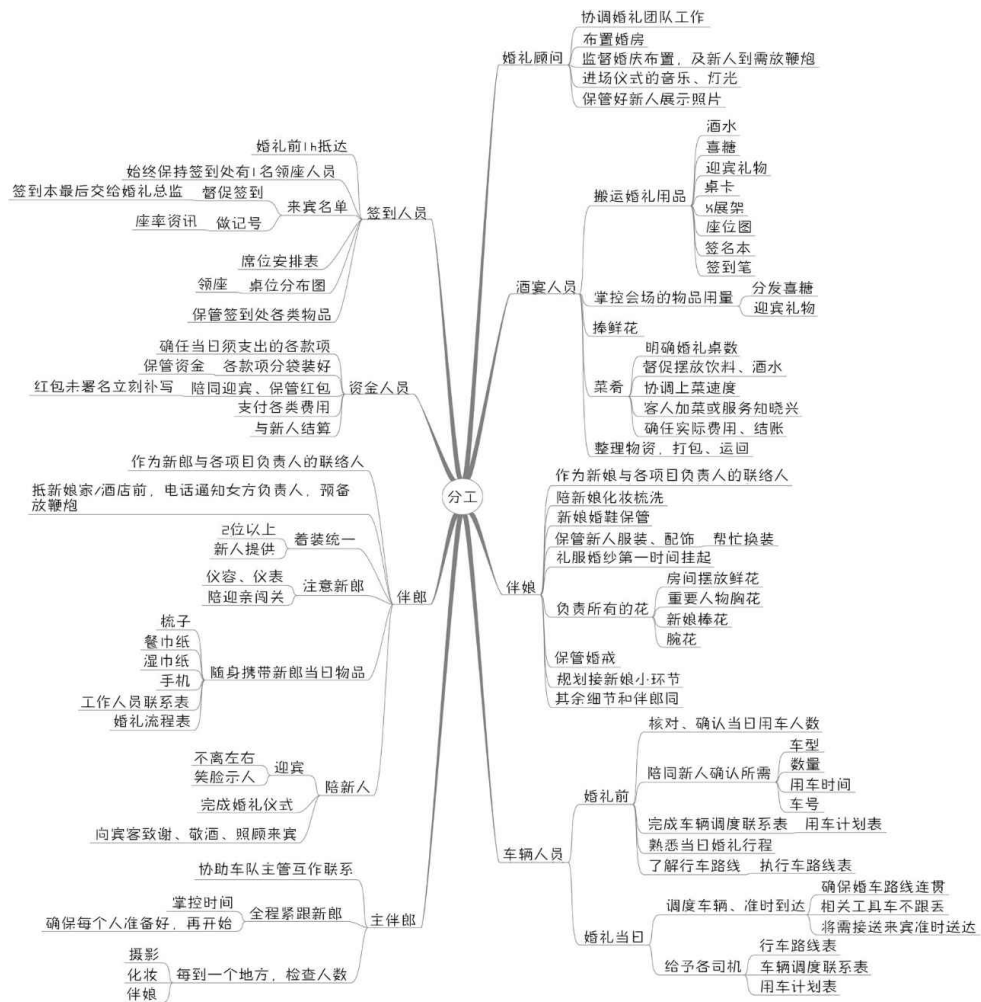 分工
婚礼顾问
协调婚礼团队工作
布置婚房
监督婚庆布置，及新人到需放鞭炮
进场仪式的音乐、灯光
保管好新人展示照片
酒宴人员
搬运婚礼用品
酒水
喜糖
迎宾礼物
桌卡
X展架
座位图
签名本
签到笔
掌控会场的物品用量
分发喜糖
迎宾礼物
捧鲜花
菜肴
明确婚礼桌数
督促摆放饮料、酒水
协调上菜速度
客人加菜或服务知晓兴
确任实际费用、结账
整理物资，打包、运回
伴娘
作为新娘与各项目负责人的联络人
陪新娘化妆梳洗
新娘婚鞋保管
保管新人服装、配饰
帮忙换装
礼服婚纱第一时间挂起
负责所有的花
房间摆放鲜花
重要人物胸花
新娘棒花
腕花
保管婚戒
规划接新娘小环节
其余细节和伴郎同
车辆人员
婚礼前
核对、确认当日用车人数
陪同新人确认所需
车型
数量
用车时间
车号
完成车辆调度联系表
用车计划表
熟悉当日婚礼行程
了解行车路线
执行车路线表
婚礼当日
调度车辆、准时到达
确保婚车路线连贯
相关工具车不跟丢
将需接送来宾准时送达
给予各司机
行车路线表
车辆调度联系表
用车计划表
签到人员
婚礼前1h抵达
始终保持签到处有1名领座人员
来宾名单
督促签到
签到本最后交给婚礼总监
做记号
座率资讯
席位安排表
桌位分布图
领座
保管签到处各类物品
资金人员
确任当日须支出的各款项
各款项分袋装好
保管资金
陪同迎宾、保管红包
红包未署名立刻补写
支付各类费用
与新人结算
伴郎
作为新郎与各项目负责人的联络人
抵新娘家/酒店前，电话通知女方负责人，预备
放鞭炮
着装统一
2位以上
新人提供
注意新郎
仪容、仪表
陪迎亲闯关
随身携带新郎当日物品
梳子
餐巾纸
湿巾纸
手机
工作人员联系表
婚礼流程表
陪新人
迎宾
不离左右
笑脸示人
完成婚礼仪式
向宾客致谢、敬酒、照顾来宾
主伴郎
协助车队主管互作联系
全程紧跟新郎
掌控时间
确保每个人准备好，再开始
每到一个地方，检查人数
摄影
化妆
伴娘